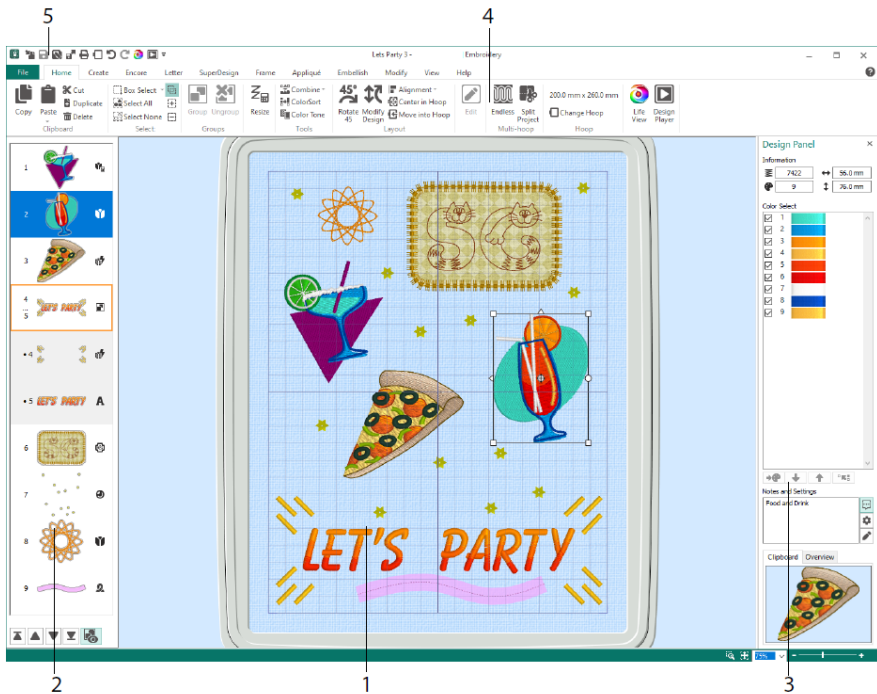 5
4
Lets Party 3 - Embroidery
File Home Create Encore Letter SuperDesign Frame Appliqué Embellish Modify View Help
Copy
Paste
Cut
Duplicate
Delete
Clipboard
Box Select
Select All
Select None
Select
Group Ungroup
Groups
Resize
Combine
ColorSort
Color Tone
Tools
Rotate 45
Modify Design
Alignment
Center in Hoop
Move into Hoop
Layout
Edit
Endless
Split Project
Multi-hoop
200.0 mm x 260.0 mm
Change Hoop
Hoop
Life View
Design Player
1
2
3
4
...
5
LET'S PARTY
4
5 LET'S PARTY A
6
7
8
9
SG
LET'S PARTY
Design Panel
Information
7422 56.0 mm
9 76.0 mm
Color Select
1
2
3
4
5
6
7
8
9
Notes and Settings
Food and Drink
Clipboard Overview
75%
2
1
3